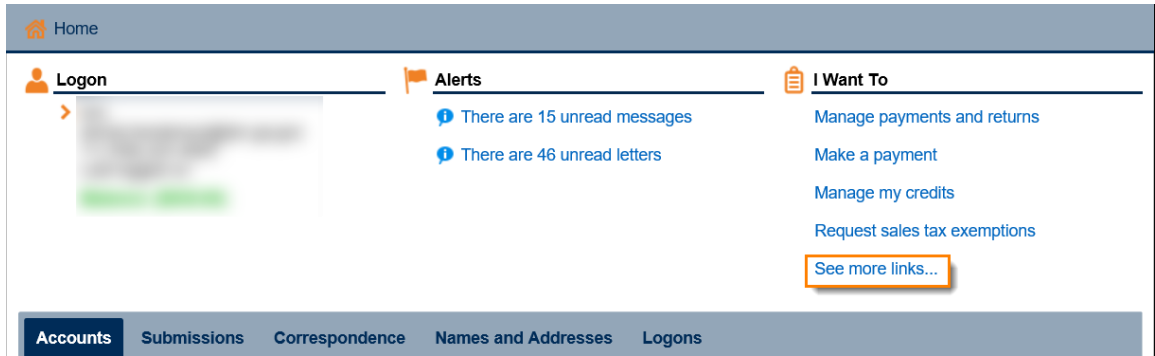 Home
Logon
Alerts
There are 15 unread messages
There are 46 unread letters
I Want To
Manage payments and returns
Make a payment
Manage my credits
Request sales tax exemptions
See more links...
Accounts Submissions Correspondence Names and Addresses Logons